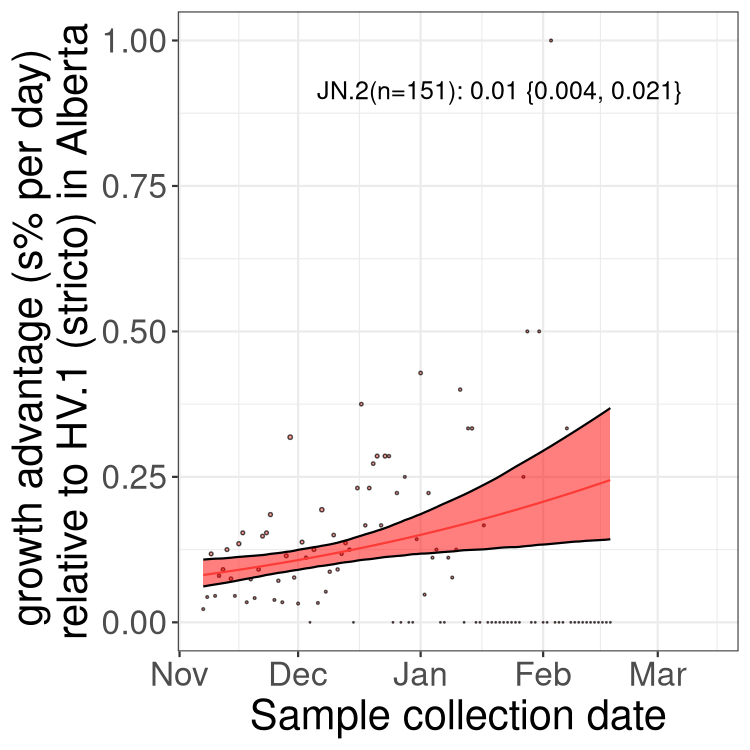 growth advantage (s% per day)
relative to HV.1 (stricto) in Alberta
1.00
0.75
0.50
0.25
0.00
JN.2(n=151): 0.01 {0.004, 0.021}
Nov Dec Jan Feb Mar
Sample collection date